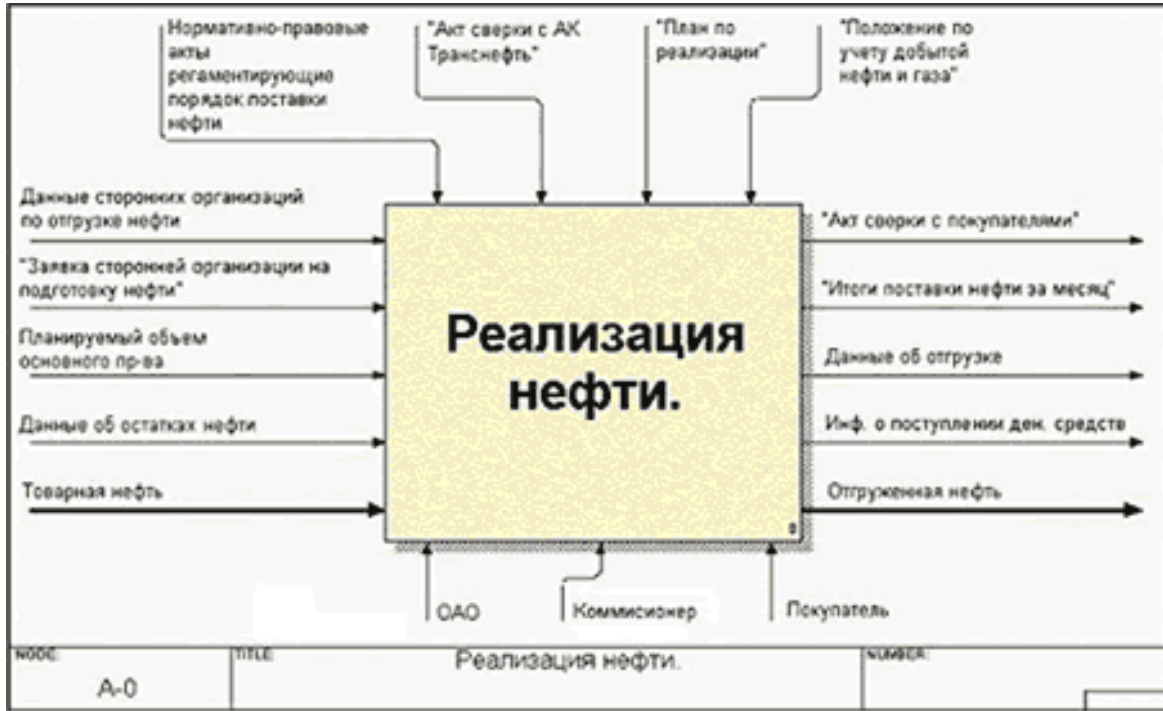 Нормативно-правовые
акты
регаментирующие
порядок поставки
нефти
"Акт сверки с АК
Транснефть"
"План по
реализации"
"Положение по
учету добытой
нефти и газа"
Данные сторонних организаций
по отгрузке нефти
"Заявка сторонней организации на
подготовку нефти"
Планируемый объем
основного пр-ва
Данные об остатках нефти
Товарная нефть
Реализация
нефти.
0
"Акт сверки с покупателями"
"Итоги поставки нефти за месяц"
Данные об отгрузке
Инф. о поступлении ден. средств
Отгруженная нефть
ОАО
Коммисионер
Покупатель
NODE:
A-0
TITLE:
Реализация нефти.
NUMBER: